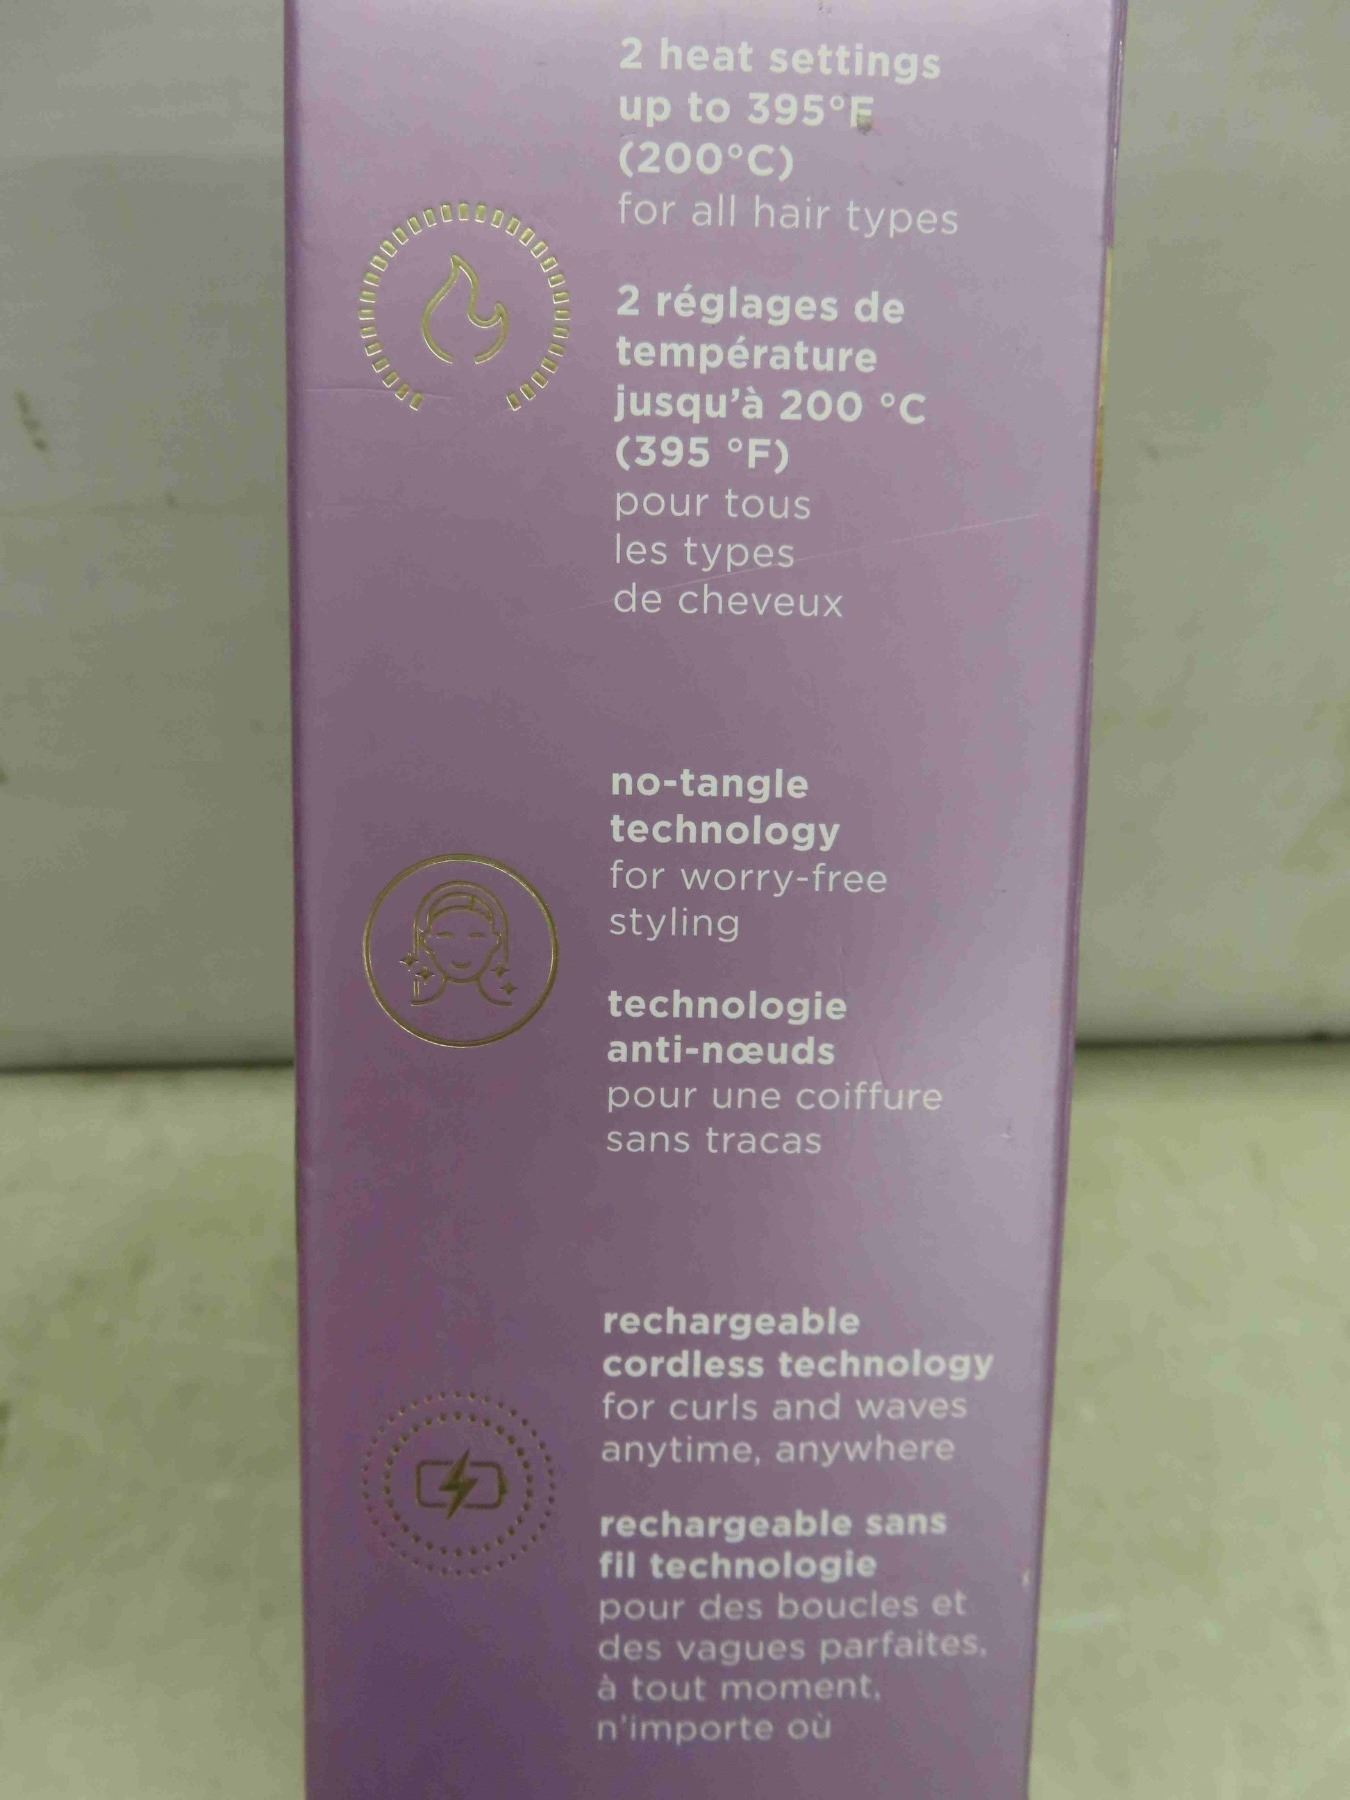 2 heat settings
up to 395°F
(200°C)
for all hair types
2 réglages de
température
jusqu'à 200 °C
(395 °F)
pour tous
les types
de cheveux
no-tangle
technology
for worry-free
styling
technologie
anti-nœuds
pour une coiffure
sans tracas
rechargeable
cordless technology
for curls and waves
anytime, anywhere
rechargeable sans
fil technologie
pour des boucles et
des vagues parfaites,
à tout moment,
n'importe où